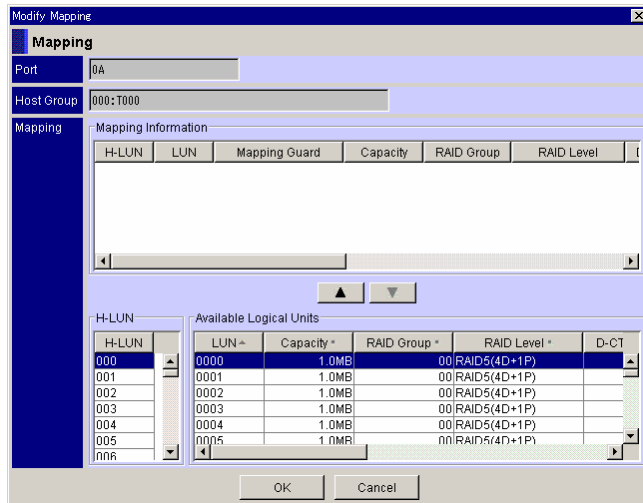 Modify Mapping
Mapping
Port 0A
Host Group 000:T000
Mapping
Mapping Information
H-LUN LUN Mapping Guard Capacity RAID Group RAID Level
H-LUN
H-LUN
000
001
002
003
004
005
006
Available Logical Units
LUN Capacity RAID Group RAID Level D-CT
0000 1.0MB 00 RAID5(4D+1P)
0001 1.0MB 00 RAID5(4D+1P)
0002 1.0MB 00 RAID5(4D+1P)
0003 1.0MB 00 RAID5(4D+1P)
0004 1.0MB 00 RAID5(4D+1P)
0005 1.0MB 00 RAID5(4D+1P)
OK Cancel